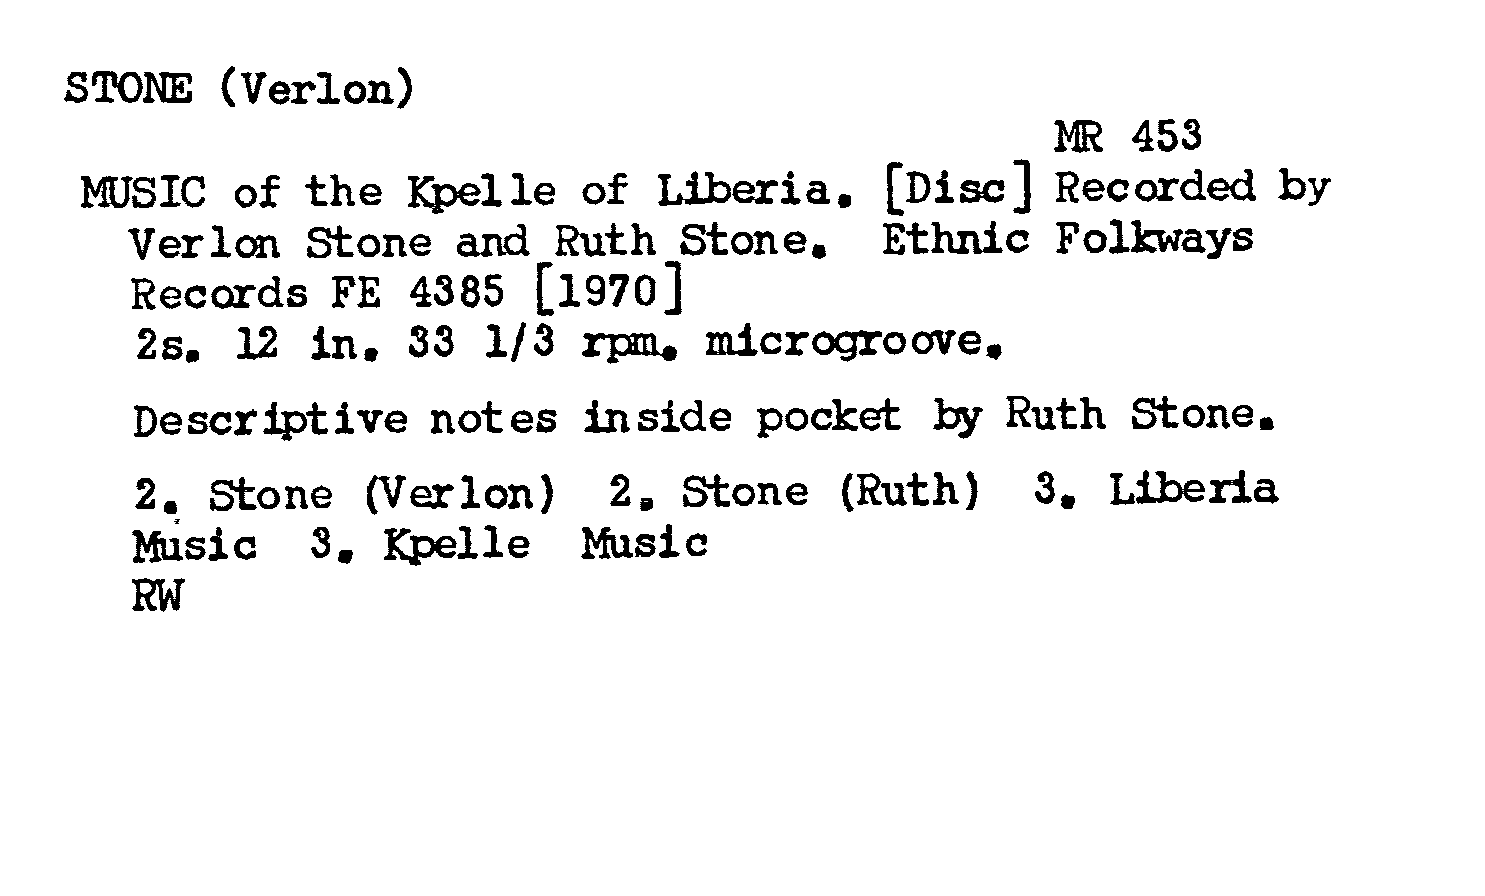 STONE (Verlon)
MR 453
MUSIC of the Kpelle of Liberia. [Disc] Recorded by
Verlon Stone and Ruth Stone. Ethnic Folkways
Records FE 4385 [1970]
2s. 12 in. 33 1/3 rpm. microgroove.
Descriptive notes inside pocket by Ruth Stone.
2. Stone (Verlon) 2. Stone (Ruth) 3. Liberia
Music 3. Kpelle Music
RW